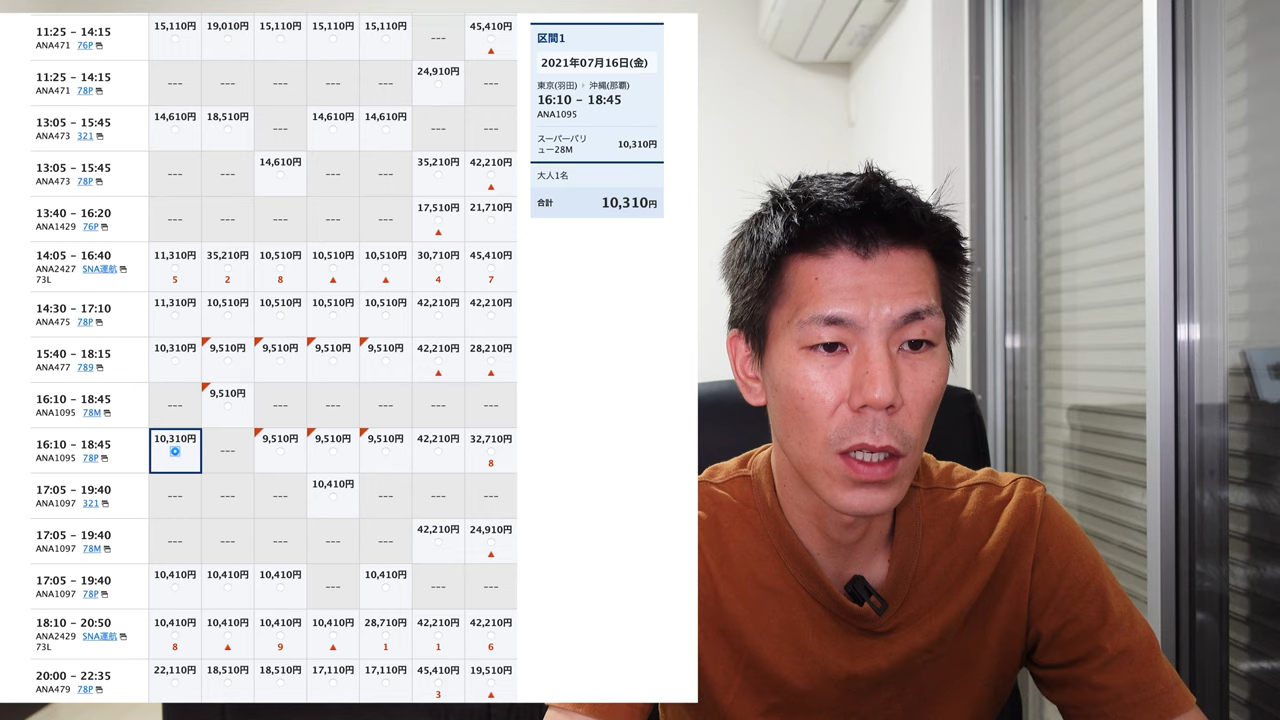 11:25 – 14:15
ANA471 76P
15,110円 19,010円 15,110円 15,110円 15,110円 --- 45,410円
11:25 – 14:15
ANA471 78P
--- --- --- --- --- 24,910円 ---
13:05 – 15:45
ANA473 321
14,610円 18,510円 --- 14,610円 14,610円 --- ---
13:05 – 15:45
ANA473 78P
--- --- 14,610円 --- --- 35,210円 42,210円
13:40 – 16:20
ANA1429 76P
--- --- --- --- --- 17,510円 21,710円
14:05 – 16:40
ANA2427 SNA運航
73L
11,310円 35,210円 10,510円 10,510円 10,510円 30,710円 45,410円
5 2 8 ▲ ▲ 4 7
14:30 – 17:10
ANA475 78P
11,310円 10,510円 10,510円 10,510円 10,510円 42,210円 42,210円
15:40 – 18:15
ANA477 789
10,310円 9,510円 9,510円 9,510円 9,510円 42,210円 28,210円
16:10 – 18:45
ANA1095 78M
--- 9,510円 --- --- --- --- ---
16:10 – 18:45
ANA1095 78P
10,310円 --- 9,510円 9,510円 9,510円 42,210円 32,710円
8
17:05 – 19:40
ANA1097 321
--- --- --- 10,410円 --- --- ---
17:05 – 19:40
ANA1097 78M
--- --- --- --- --- 42,210円 24,910円
17:05 – 19:40
ANA1097 78P
10,410円 10,410円 10,410円 --- 10,410円 --- ---
18:10 – 20:50
ANA2429 SNA運航
73L
10,410円 10,410円 10,410円 10,410円 28,710円 42,210円 42,210円
8 ▲ 9 ▲ 1 1 6
20:00 – 22:35
ANA479 78P
22,110円 18,510円 18,510円 17,110円 17,110円 45,410円 19,510円
3 ▲
区間1
2021年07月16日(金)
東京(羽田) › 沖縄(那覇)
16:10 – 18:45
ANA1095
スーパーバリ
ュー28M 10,310円
大人1名
合計 10,310円